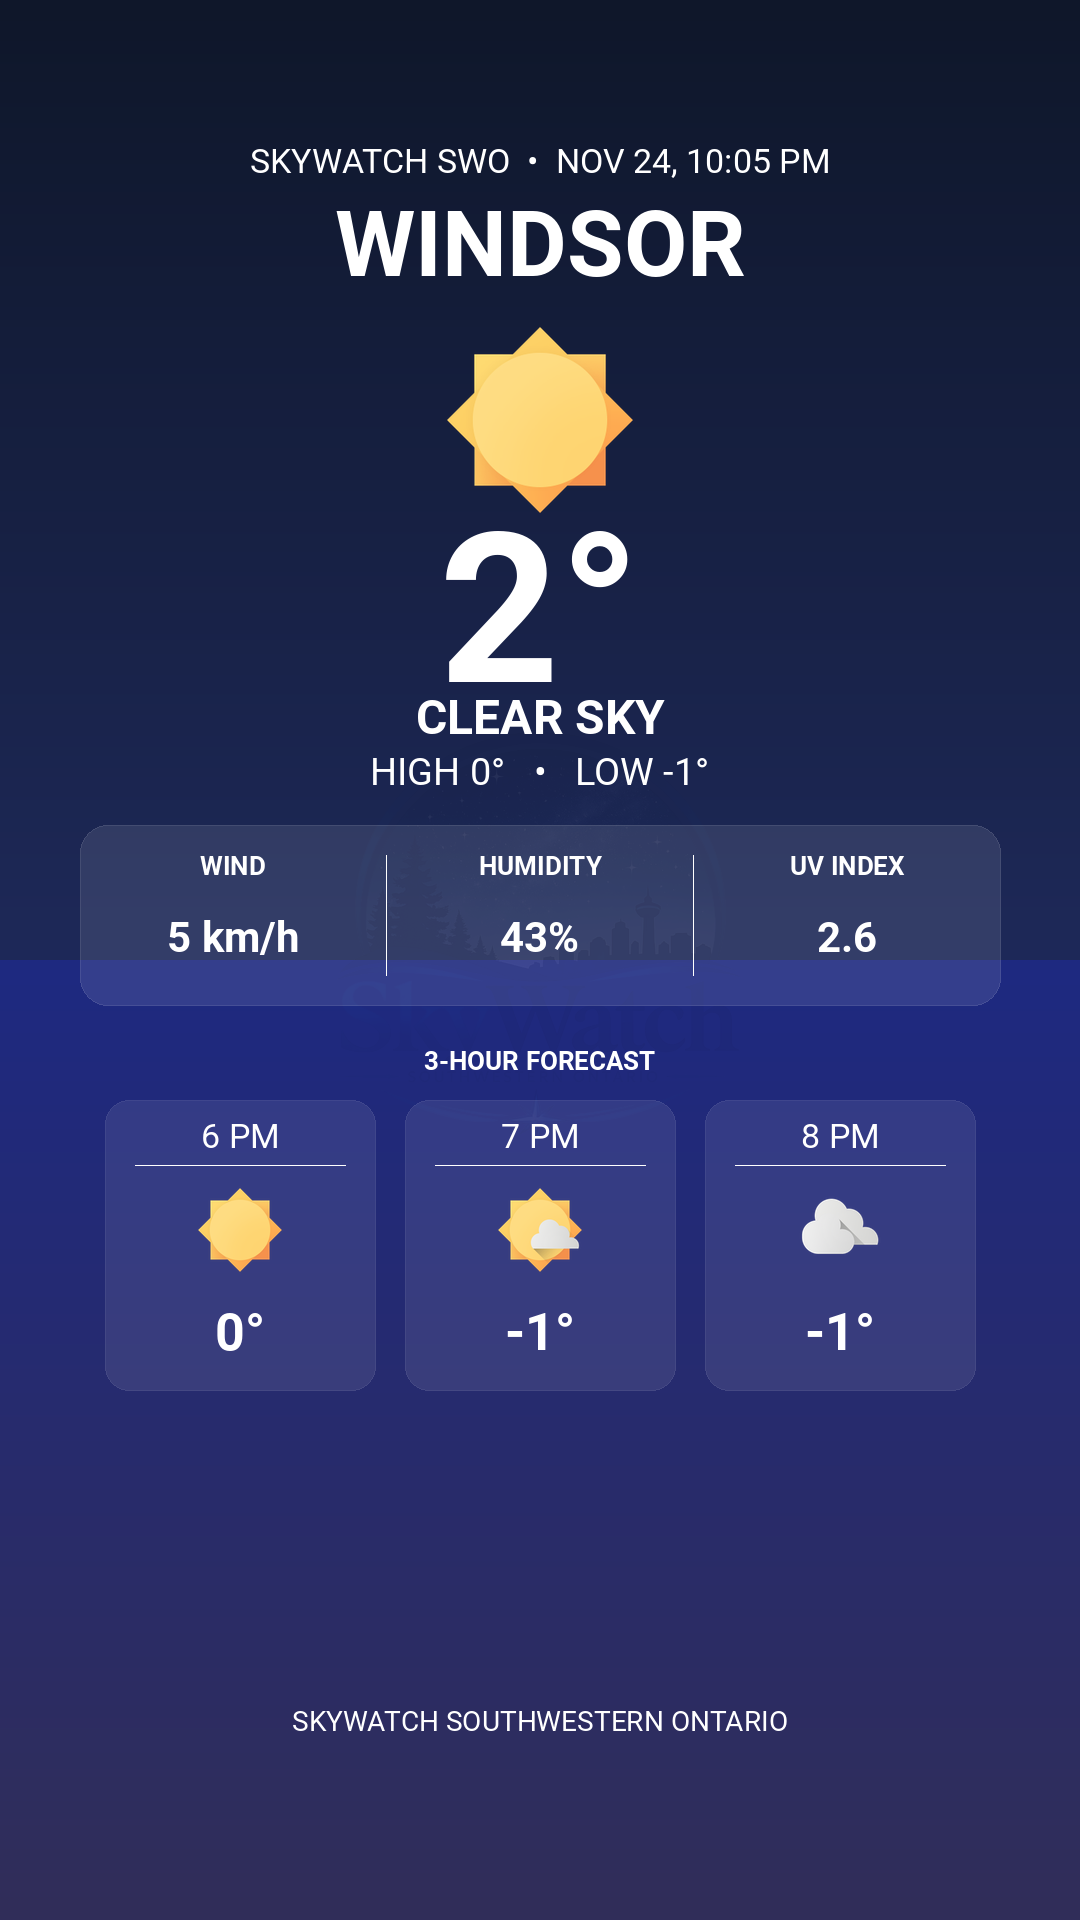 SKYWATCH SWO • NOV 24, 10:05 PM
WINDSOR
2°
CLEAR SKY
HIGH 0° • LOW -1°
WIND HUMIDITY UV INDEX
5 km/h 43% 2.6
SkyWatch
3-HOUR FORECAST
6 PM 7 PM 8 PM
0° -1° -1°
SKYWATCH SOUTHWESTERN ONTARIO